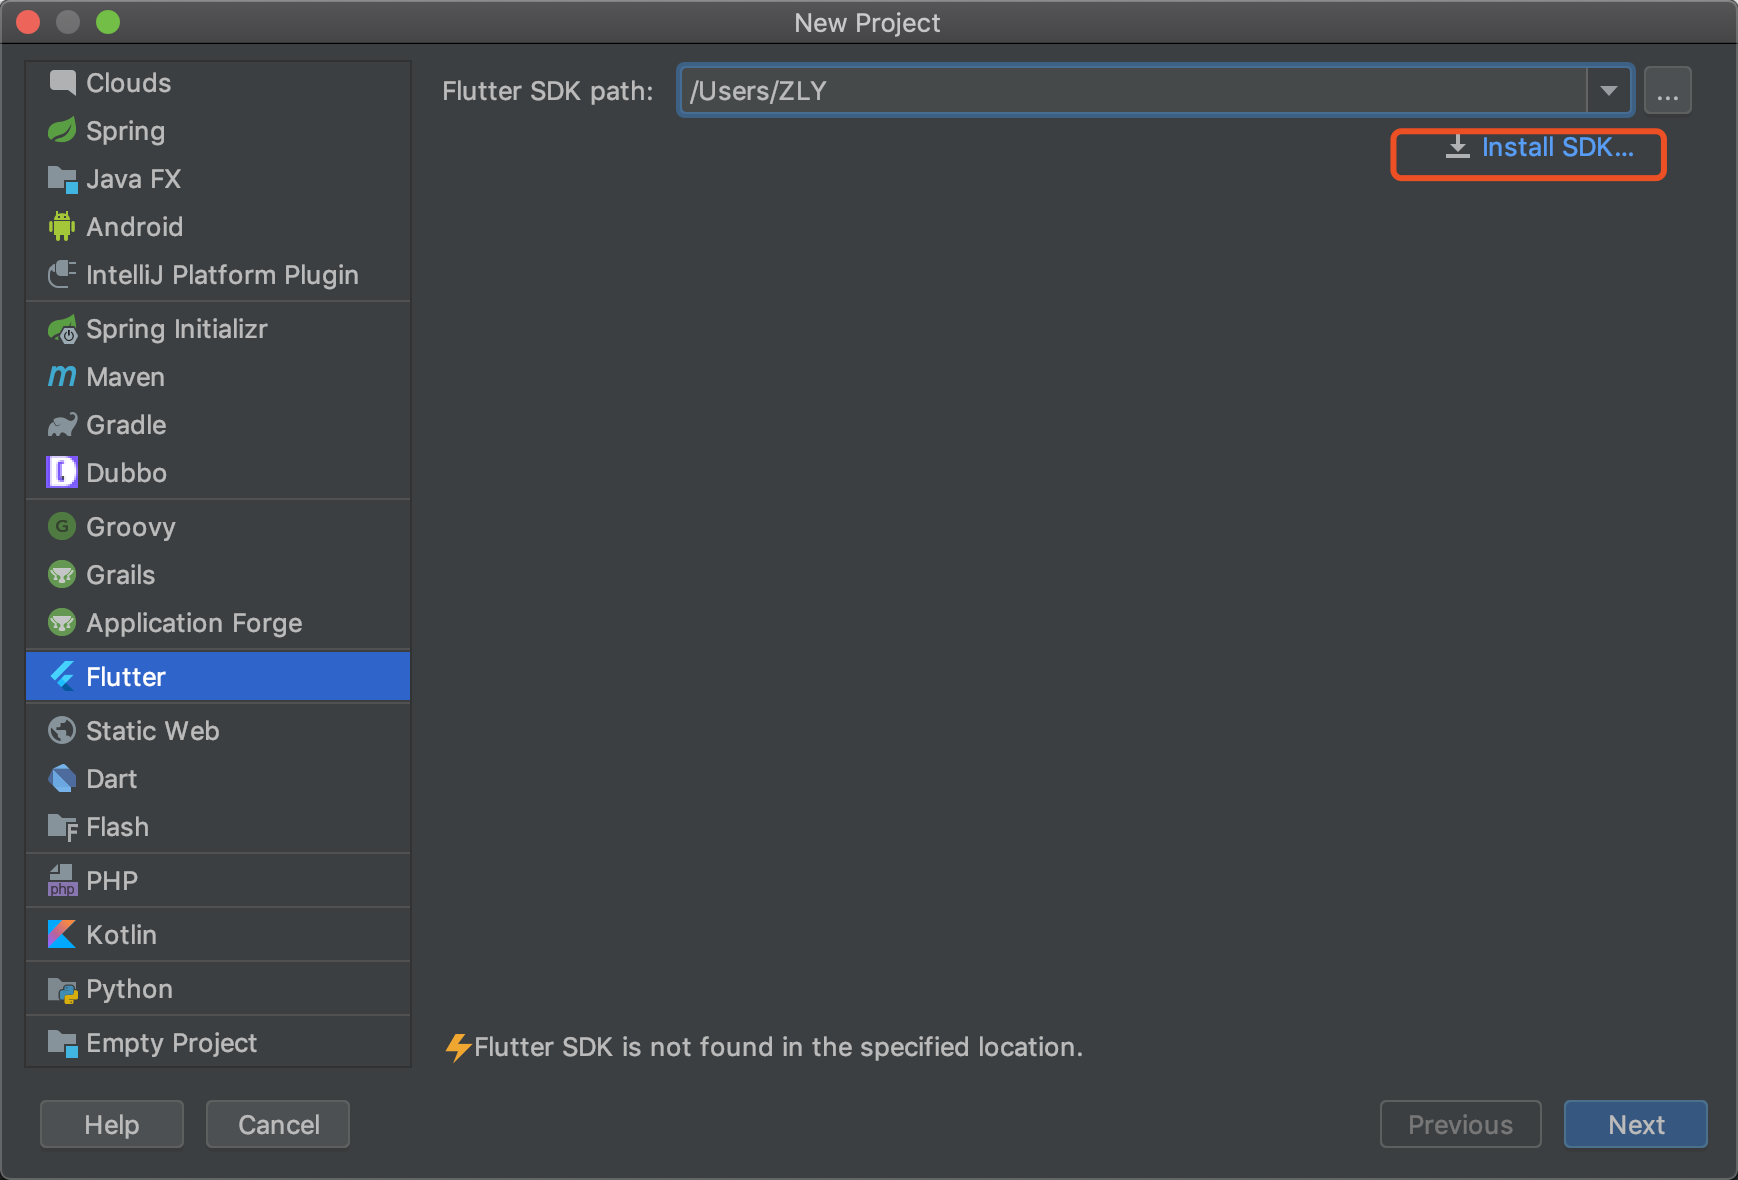 New Project
Clouds
Spring
Java FX
Android
IntelliJ Platform Plugin
Spring Initializr
m Maven
Gradle
Dubbo
G Groovy
Grails
Application Forge
Flutter
Static Web
Dart
F Flash
php PHP
Kotlin
Python
Empty Project
Flutter SDK path: /Users/ZLY ...
Install SDK...
Flutter SDK is not found in the specified location.
Help Cancel Previous Next